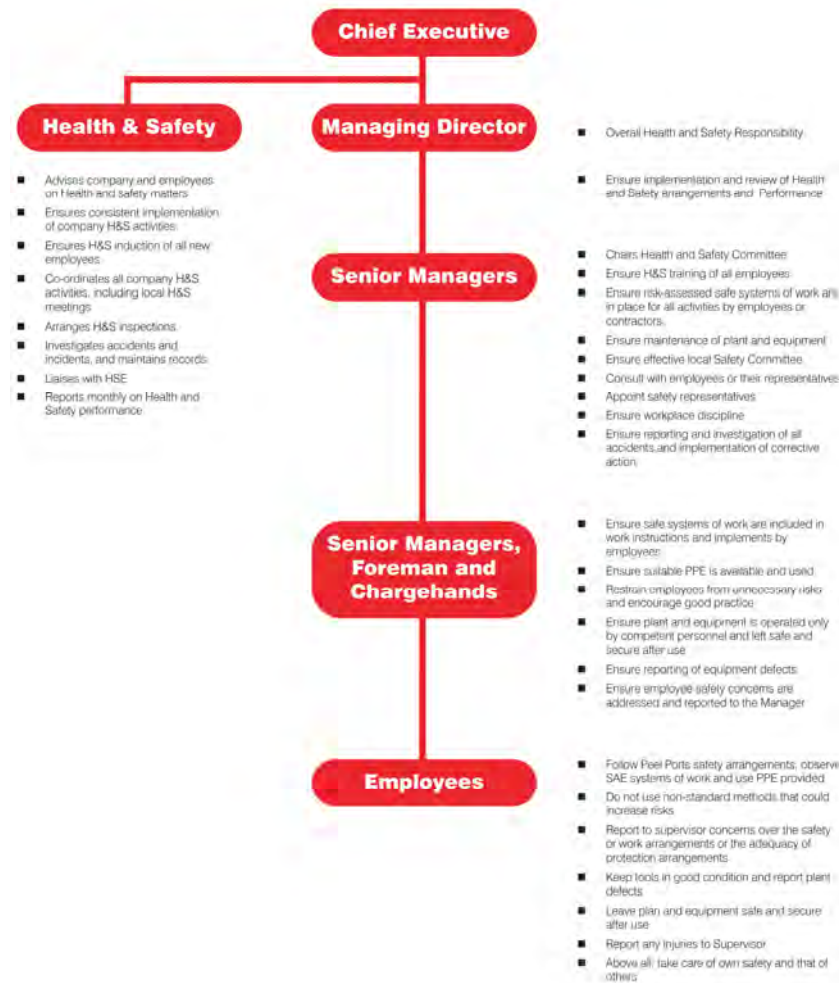 Chief Executive
Health & Safety
Advises company and employees
on Health and safety matters
Ensures consistent implementation
of company H&S activities
Ensures H&S induction of all new
employees
Co-ordinates all company H&S
activities, including local H&S
meetings
Arranges H&S inspections
Investigates accidents and
incidents, and maintains records
Liaises with HSE
Reports monthly on Health and
Safety performance
Managing Director
Overall Health and Safety Responsibility
Ensure implementation and review of Health
and Safety arrangements and Performance
Senior Managers
Chairs Health and Safety Committee
Ensure H&S training of all employees
Ensure risk-assessed safe systems of work are
in place for all activities by employees or
contractors.
Ensure maintenance of plant and equipment
Ensure effective local Safety Committee
Consult with employees or their representatives
Appoint safety representatives
Ensure workplace discipline
Ensure reporting and investigation of all
accidents and implementation of corrective
action
Senior Managers,
Foreman and
Chargehands
Ensure safe systems of work are included in
work instructions and implements by
employees
Ensure suitable PPE is available and used
Restrain employees from unnecessary risks
and encourage good practice
Ensure plant and equipment is operated only
by competent personnel and left safe and
secure after use
Ensure reporting of equipment defects
Ensure employee safety concerns are
addressed and reported to the Manager
Employees
Follow Peel Ports safety arrangements, observe
SAE systems of work and use PPE provided
Do not use non-standard methods that could
increase risks
Report to supervisor concerns over the safety
or work arrangements or the adequacy of
protection arrangements
Keep tools in good condition and report plant
defects
Leave plan and equipment safe and secure
after use
Report any Injuries to Supervisor
Above all, take care of own safety and that of
others